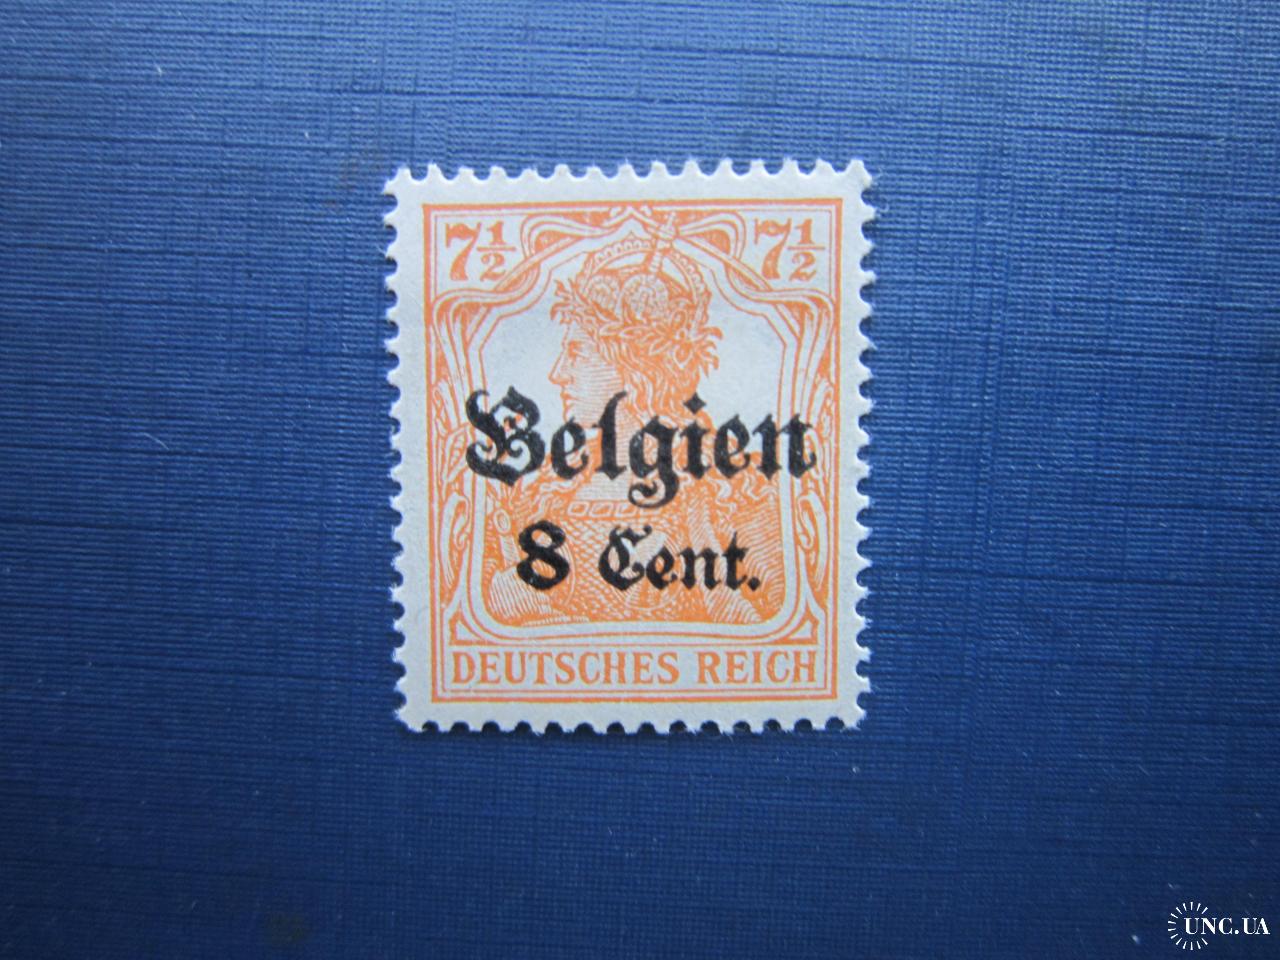 7½ 7½
Belgien
8 Cent.
DEUTSCHES REICH
UNC.UA